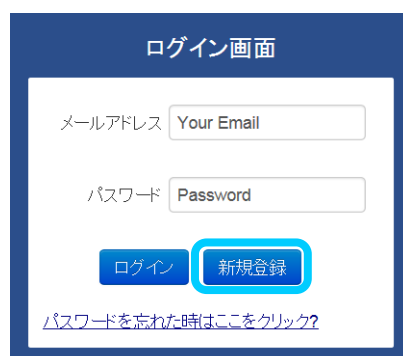 ログイン画面
メールアドレス Your Email
パスワード Password
ログイン 新規登録
パスワードを忘れた時はここをクリック?